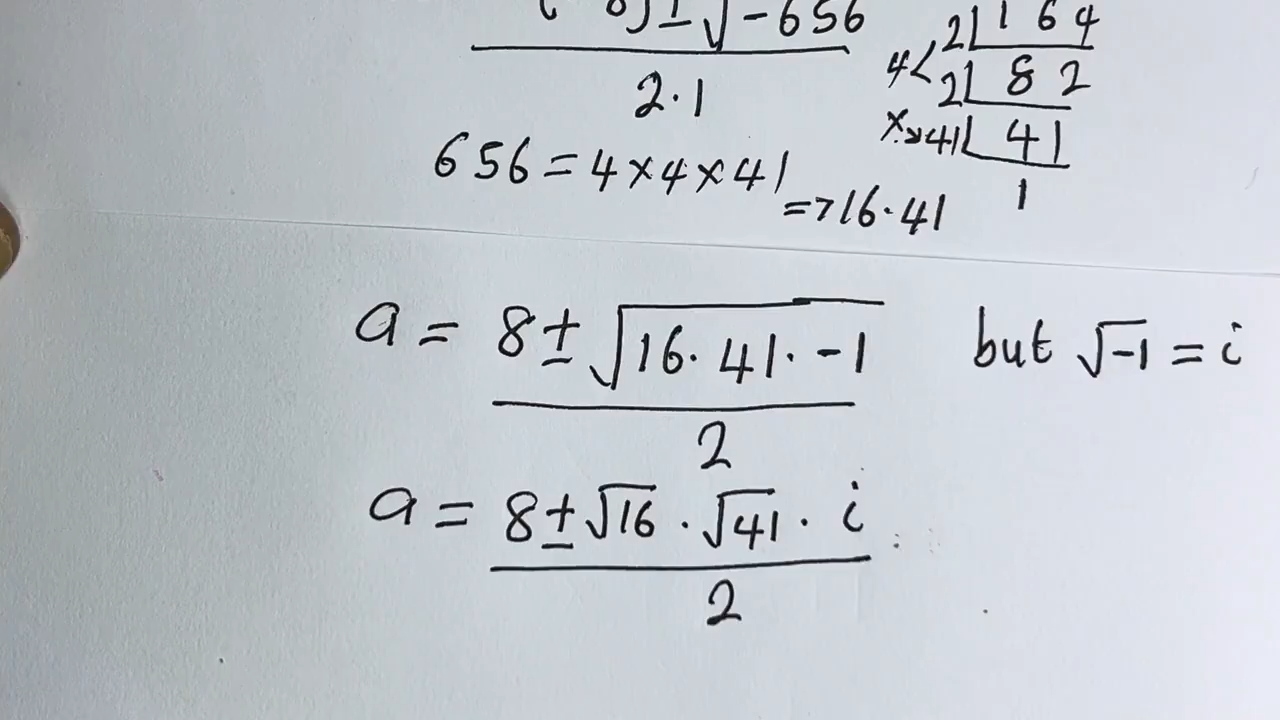 (-8) ± √-656
2·1
2 | 164
4< 2 | 82
×→41 | 41
1
656 = 4×4×41
=> 16·41
a = 8 ± √16·41·-1 but √-1 = i
2
a = 8 ± √16 · √41 · i
2